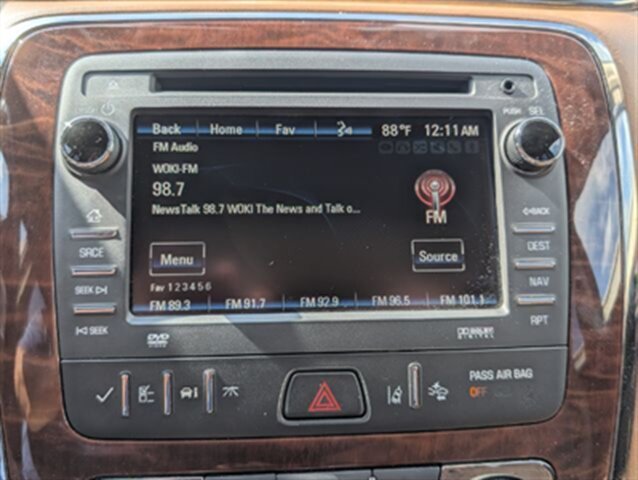 PUSH SEL
Back Home Fav 88°F 12:11 AM
FM Audio
WOKI-FM
98.7
NewsTalk 98.7 WOKI The News and Talk o...
FM
Menu Source
Fav 1 2 3 4 5 6
FM 89.3 FM 91.7 FM 92.9 FM 96.5 FM 101.1
SRCE
SEEK
SEEK
BACK
DEST
NAV
RPT
DVD
DOLBY
DIGITAL
PASS AIR BAG
OFF